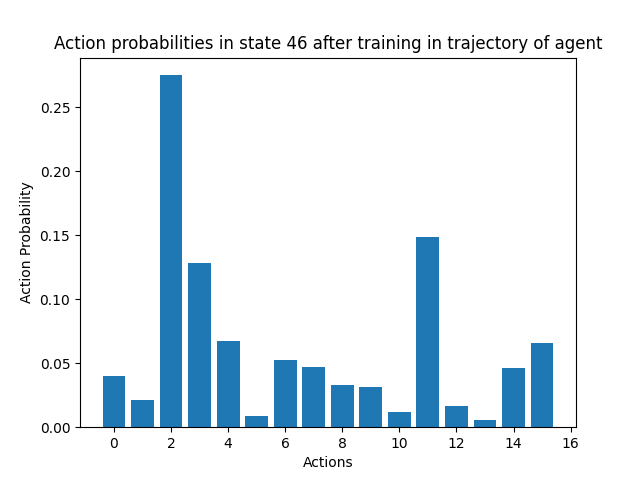 Action probabilities in state 46 after training in trajectory of agent
Action Probability
0.25
0.20
0.15
0.10
0.05
0.00
0 2 4 6 8 10 12 14 16
Actions